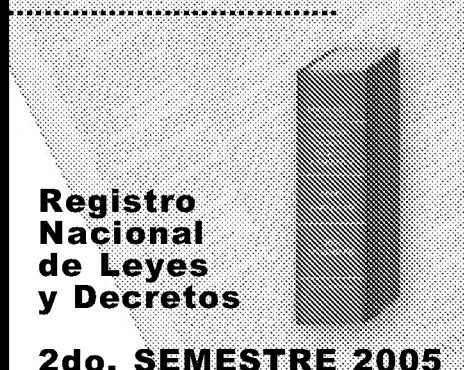 Registro
Nacional
de Leyes
y Decretos
2do. SEMESTRE 2005